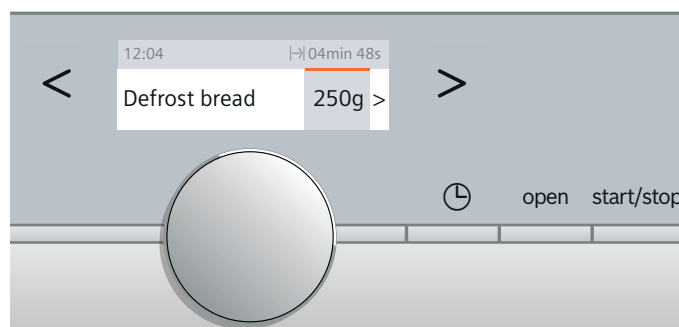 12:04 04min 48s
< Defrost bread 250g > >
open start/stop